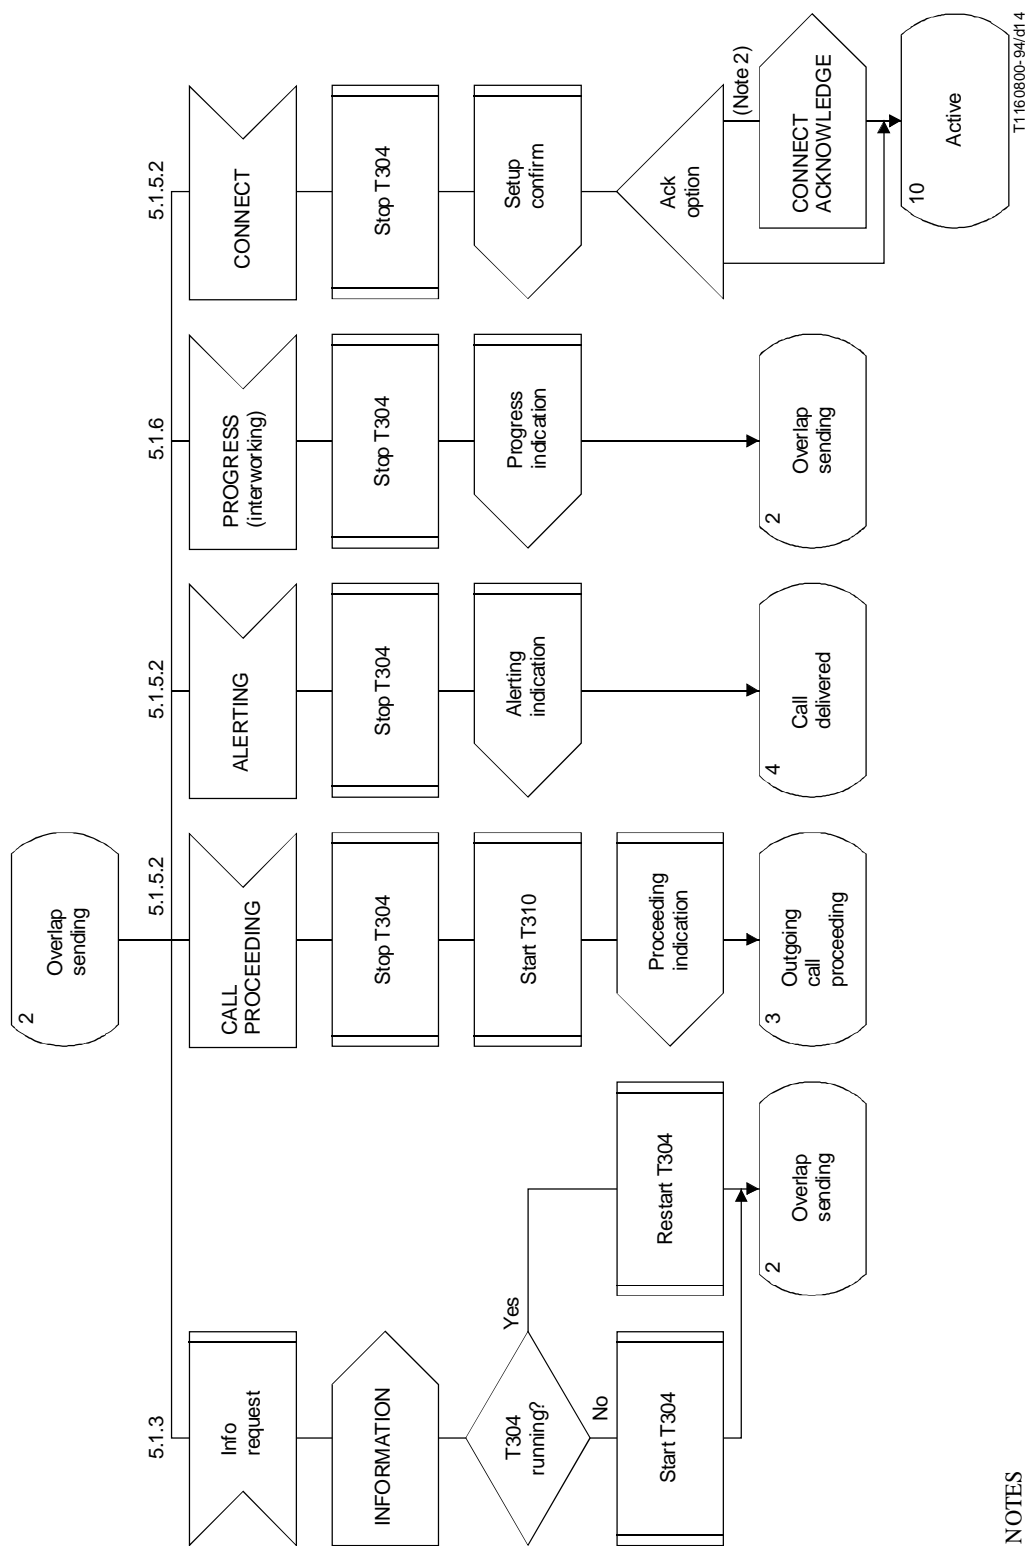 2
Overlap
sending
5.1.3
5.1.5.2
5.1.5.2
5.1.6
5.1.5.2
Info
request
CALL
PROCEEDING
ALERTING
PROGRESS
(interworking)
CONNECT
INFORMATION
Stop T304
Stop T304
Stop T304
Stop T304
T304
running?
Yes
No
Start T310
Alerting
indication
Progress
indication
Setup
confirm
Start T304
Restart T304
Proceeding
indication
Ack
option
(Note 2)
2
Overlap
sending
3
Outgoing
call
proceeding
4
Call
delivered
2
Overlap
sending
CONNECT
ACKNOWLEDGE
10
Active
T1160800-94/d14
NOTES